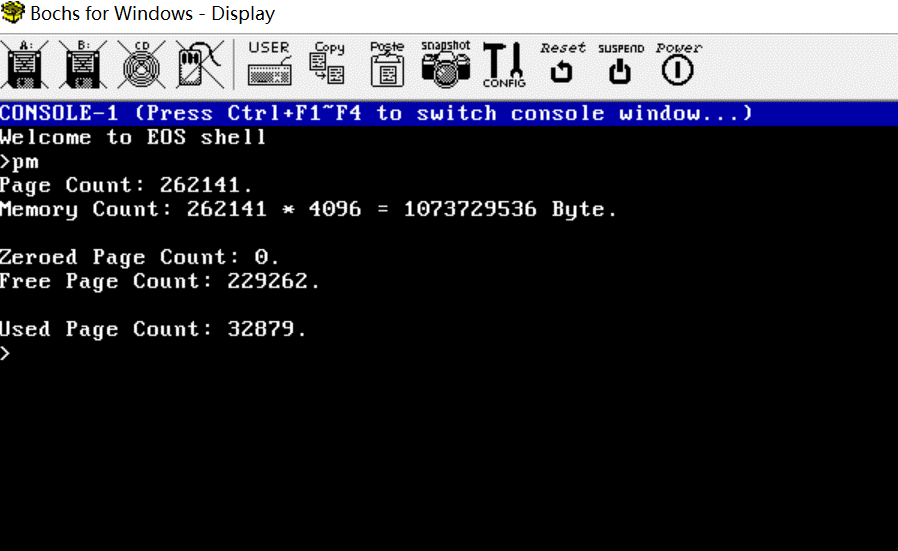 Bochs for Windows - Display
A: B: CD USER Copy Paste snapshot CONFIG Reset SUSPEND Power
CONSOLE-1 (Press Ctrl+F1~F4 to switch console window...)
Welcome to EOS shell
>pm
Page Count: 262141.
Memory Count: 262141 * 4096 = 1073729536 Byte.
Zeroed Page Count: 0.
Free Page Count: 229262.
Used Page Count: 32879.
>